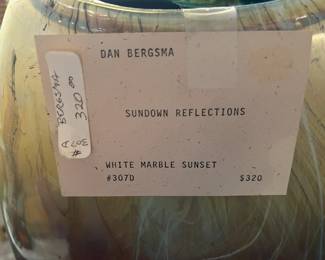 DAN BERGSMA
SUNDOWN REFLECTIONS
WHITE MARBLE SUNSET
#307D $320
BERGSMA
320.00